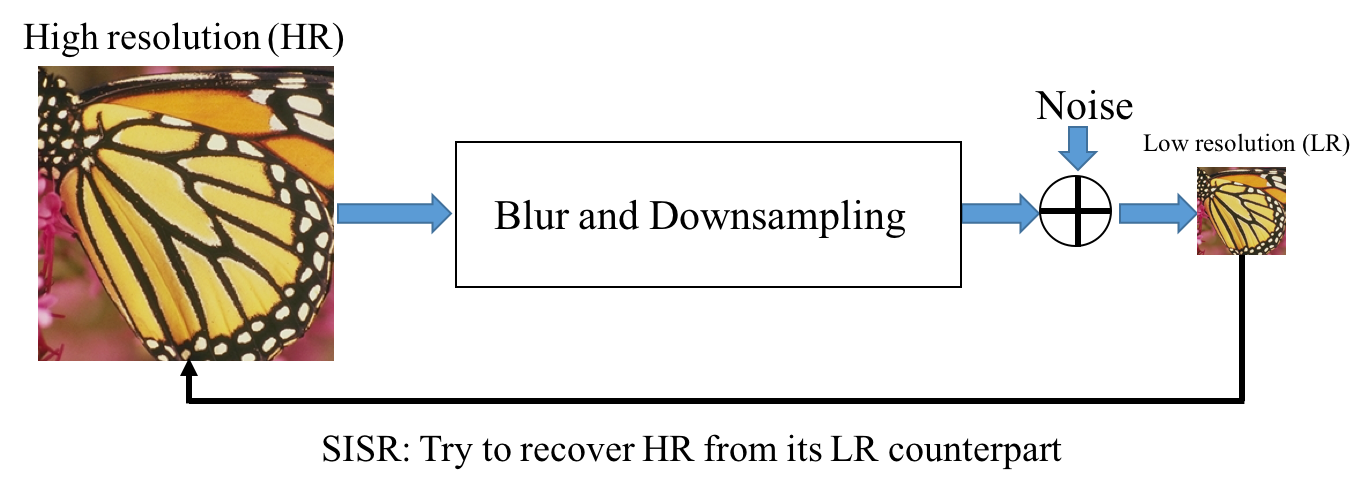 High resolution (HR)
Noise
Low resolution (LR)
Blur and Downsampling
SISR: Try to recover HR from its LR counterpart